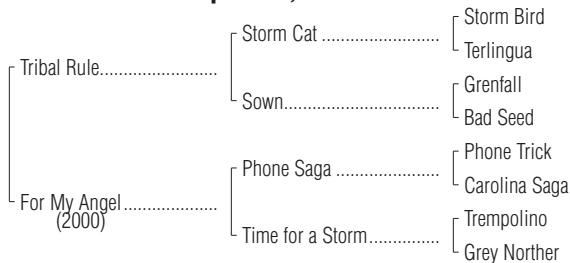 Storm Bird
Storm Cat ..............................
Terlingua
Tribal Rule..............................
Grenfall
Sown.......................................
Bad Seed
Phone Trick
Phone Saga ..........................
Carolina Saga
For My Angel........................
(2000)
Trempolino
Time for a Storm..................
Grey Norther